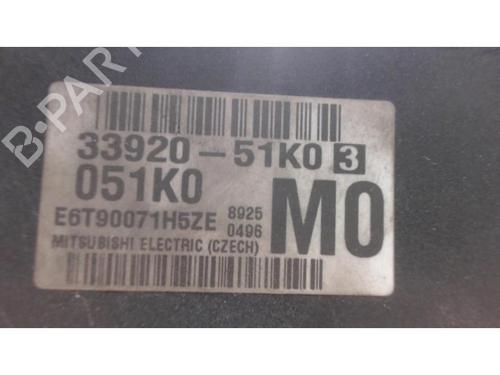 B-PARTS
33920-51K0 3
051K0
M0
E6T90071H5ZE 8925
0496
MITSUBISHI ELECTRIC (CZECH)